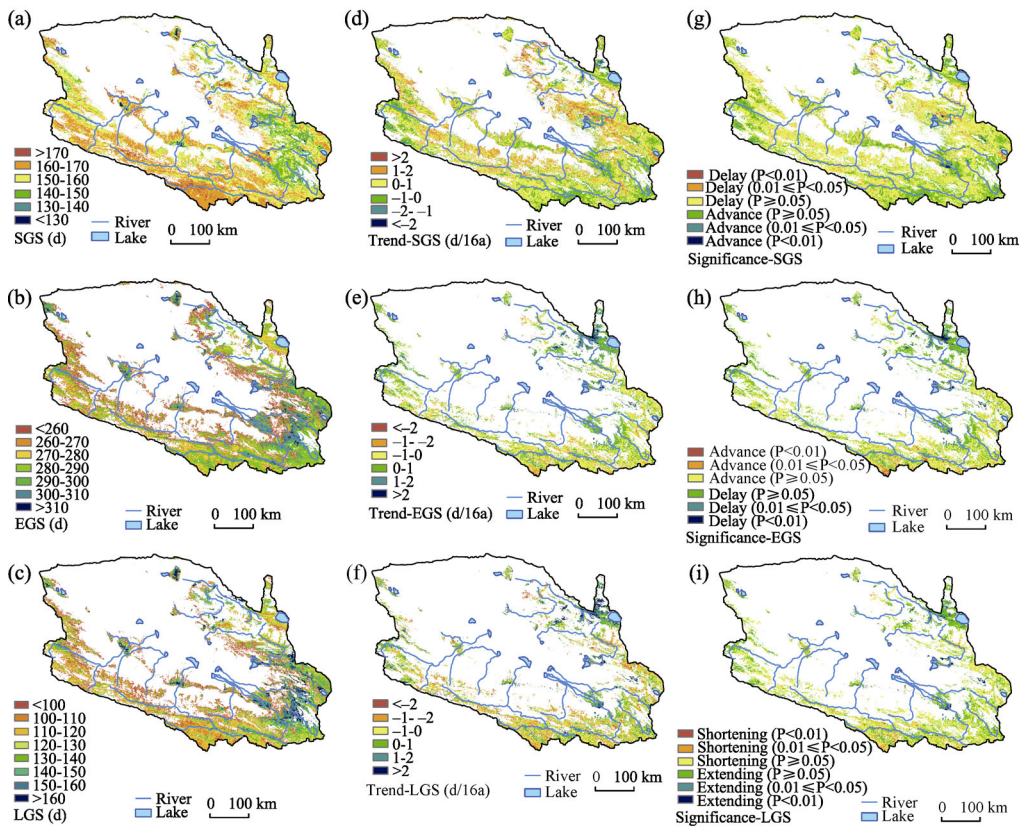 (a)
>170
160-170
150-160
140-150
130-140
<130
SGS (d)
River
Lake
0 100 km
(d)
>2
1-2
0-1
–1-0
–2- –1
<–2
Trend-SGS (d/16a)
River
Lake
0 100 km
(g)
Delay (P<0.01)
Delay (0.01≤P<0.05)
Delay (P≥0.05)
Advance (P≥0.05)
Advance (0.01≤P<0.05)
Advance (P<0.01)
Significance-SGS
River
Lake
0 100 km
(b)
<260
260-270
270-280
280-290
290-300
300-310
>310
EGS (d)
River
Lake
0 100 km
(e)
<–2
–1- –2
–1-0
0-1
1-2
>2
Trend-EGS (d/16a)
River
Lake
0 100 km
(h)
Advance (P<0.01)
Advance (0.01≤P<0.05)
Advance (P≥0.05)
Delay (P≥0.05)
Delay (0.01≤P<0.05)
Delay (P<0.01)
Significance-EGS
River
Lake
0 100 km
(c)
<100
100-110
110-120
120-130
130-140
140-150
150-160
>160
LGS (d)
River
Lake
0 100 km
(f)
<–2
–1- –2
–1-0
0-1
1-2
>2
Trend-LGS (d/16a)
River
Lake
0 100 km
(i)
Shortening (P<0.01)
Shortening (0.01≤P<0.05)
Shortening (P≥0.05)
Extending (P≥0.05)
Extending (0.01≤P<0.05)
Extending (P<0.01)
Significance-LGS
River
Lake
0 100 km